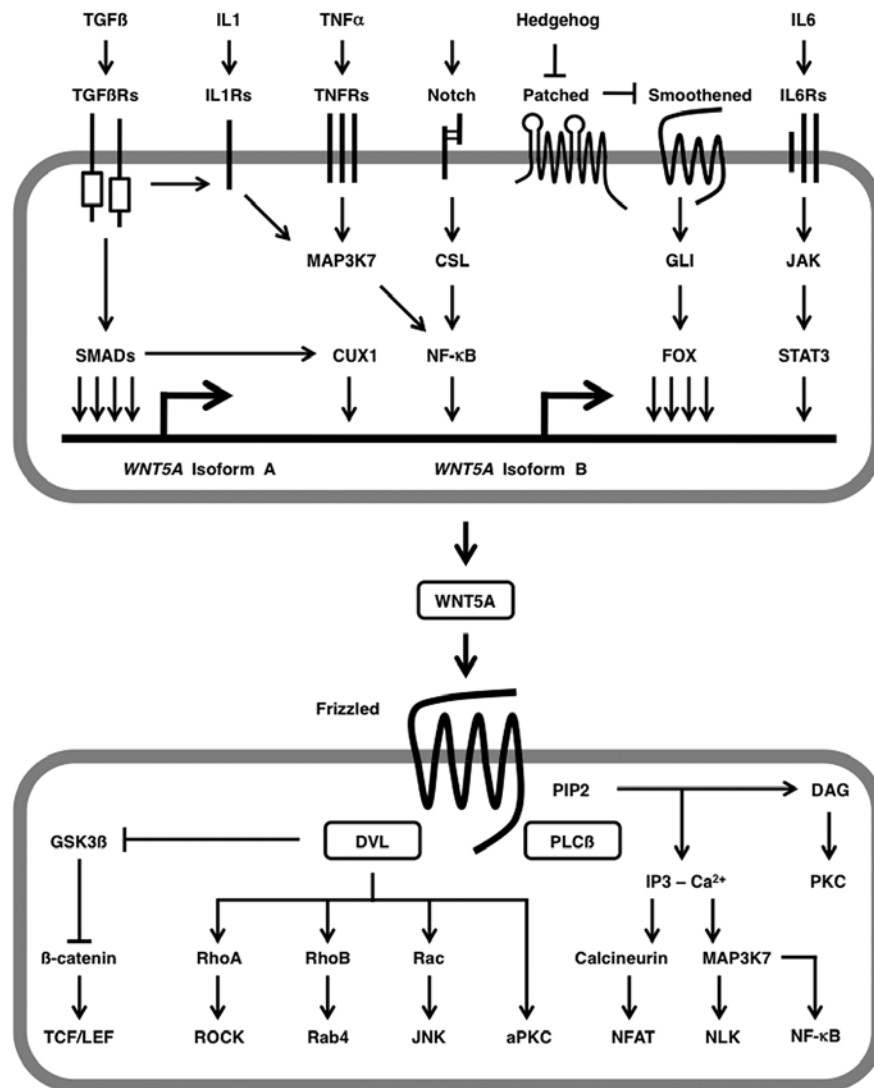 TGFß IL1 TNFα Hedgehog IL6
TGFßRs IL1Rs TNFRs Notch Patched Smoothened IL6Rs
MAP3K7 CSL GLI JAK
SMADs CUX1 NF-κB FOX STAT3
WNT5A Isoform A WNT5A Isoform B
WNT5A
Frizzled
PIP2 DAG
GSK3ß DVL PLCß
IP3 – Ca²⁺ PKC
ß-catenin RhoA RhoB Rac Calcineurin MAP3K7
TCF/LEF ROCK Rab4 JNK aPKC NFAT NLK NF-κB